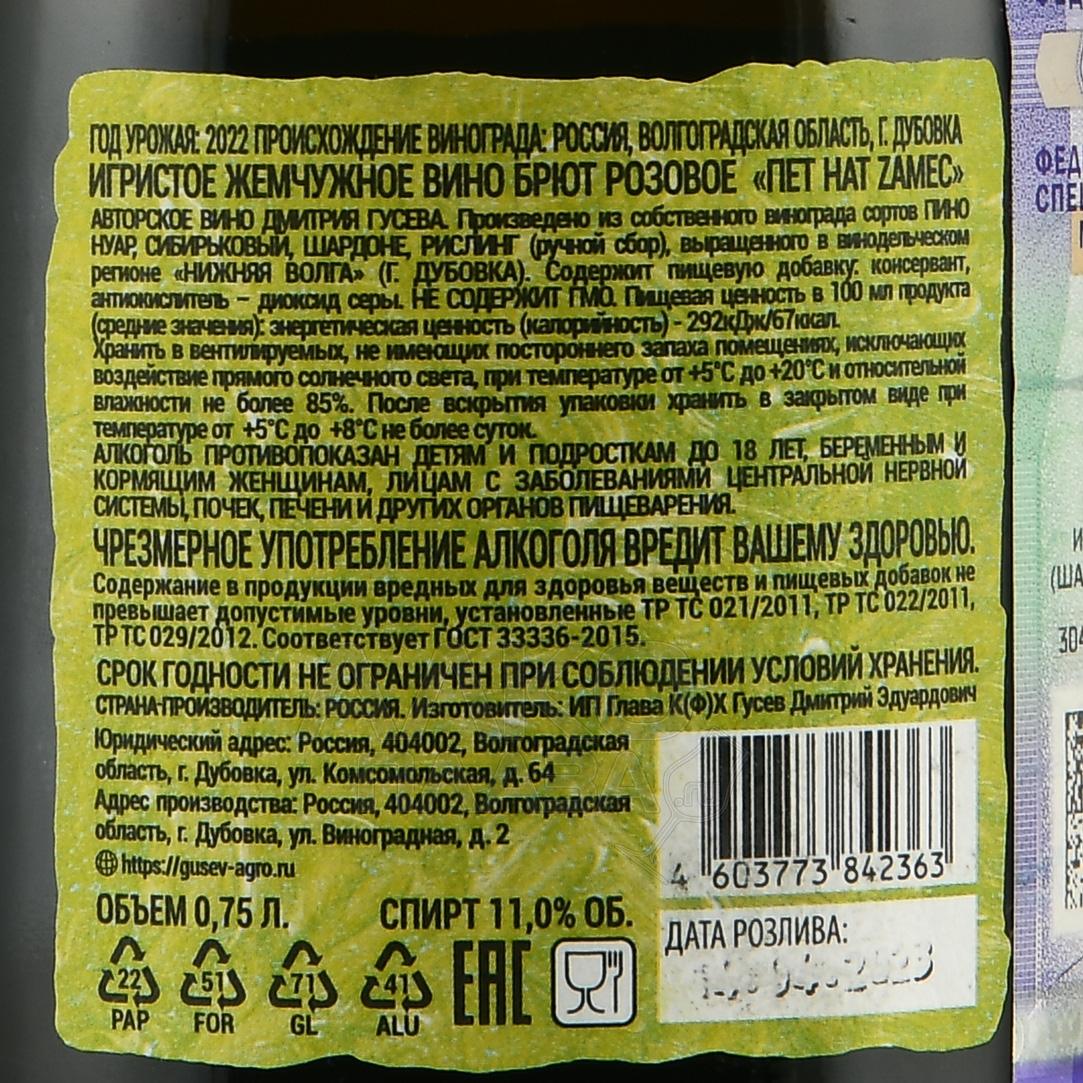 ГОД УРОЖАЯ: 2022 ПРОИСХОЖДЕНИЕ ВИНОГРАДА: РОССИЯ, ВОЛГОГРАДСКАЯ ОБЛАСТЬ, Г. ДУБОВКА
ИГРИСТОЕ ЖЕМЧУЖНОЕ ВИНО БРЮТ РОЗОВОЕ «ПЕТ НАТ ZАМЕС»
АВТОРСКОЕ ВИНО ДМИТРИЯ ГУСЕВА. Произведено из собственного винограда сортов ПИНО
НУАР, СИБИРЬКОВЫЙ, ШАРДОНЕ, РИСЛИНГ (ручной сбор), выращенного в винодельческом
регионе «НИЖНЯЯ ВОЛГА» (Г. ДУБОВКА). Содержит пищевую добавку: консервант,
антиокислитель – диоксид серы. НЕ СОДЕРЖИТ ГМО. Пищевая ценность в 100 мл продукта
(средние значения): энергетическая ценность (калорийность) - 292кДж/67ккал.
Хранить в вентилируемых, не имеющих постороннего запаха помещениях, исключающих
воздействие прямого солнечного света, при температуре от +5°С до +20°С и относительной
влажности не более 85%. После вскрытия упаковки хранить в закрытом виде при
температуре от +5°С до +8°С не более суток.
АЛКОГОЛЬ ПРОТИВОПОКАЗАН ДЕТЯМ И ПОДРОСТКАМ ДО 18 ЛЕТ, БЕРЕМЕННЫМ И
КОРМЯЩИМ ЖЕНЩИНАМ, ЛИЦАМ С ЗАБОЛЕВАНИЯМИ ЦЕНТРАЛЬНОЙ НЕРВНОЙ
СИСТЕМЫ, ПОЧЕК, ПЕЧЕНИ И ДРУГИХ ОРГАНОВ ПИЩЕВАРЕНИЯ.
ЧРЕЗМЕРНОЕ УПОТРЕБЛЕНИЕ АЛКОГОЛЯ ВРЕДИТ ВАШЕМУ ЗДОРОВЬЮ.
Содержание в продукции вредных для здоровья веществ и пищевых добавок не
превышает допустимые уровни, установленные ТР ТС 021/2011, ТР ТС 022/2011,
ТР ТС 029/2012. Соответствует ГОСТ 33336-2015.
СРОК ГОДНОСТИ НЕ ОГРАНИЧЕН ПРИ СОБЛЮДЕНИИ УСЛОВИЙ ХРАНЕНИЯ.
СТРАНА-ПРОИЗВОДИТЕЛЬ: РОССИЯ. Изготовитель: ИП Глава К(Ф)Х Гусев Дмитрий Эдуардович
Юридический адрес: Россия, 404002, Волгоградская
область, г. Дубовка, ул. Комсомольская, д. 64
Адрес производства: Россия, 404002, Волгоградская
область, г. Дубовка, ул. Виноградная, д. 2
https://gusev-agro.ru
4 603773 842363
ОБЪЕМ 0,75 Л. СПИРТ 11,0% ОБ.
ДАТА РОЗЛИВА:
22 51 71 41 EAC
PAP FOR GL ALU
ФЕД
СПЕ
(ША
304